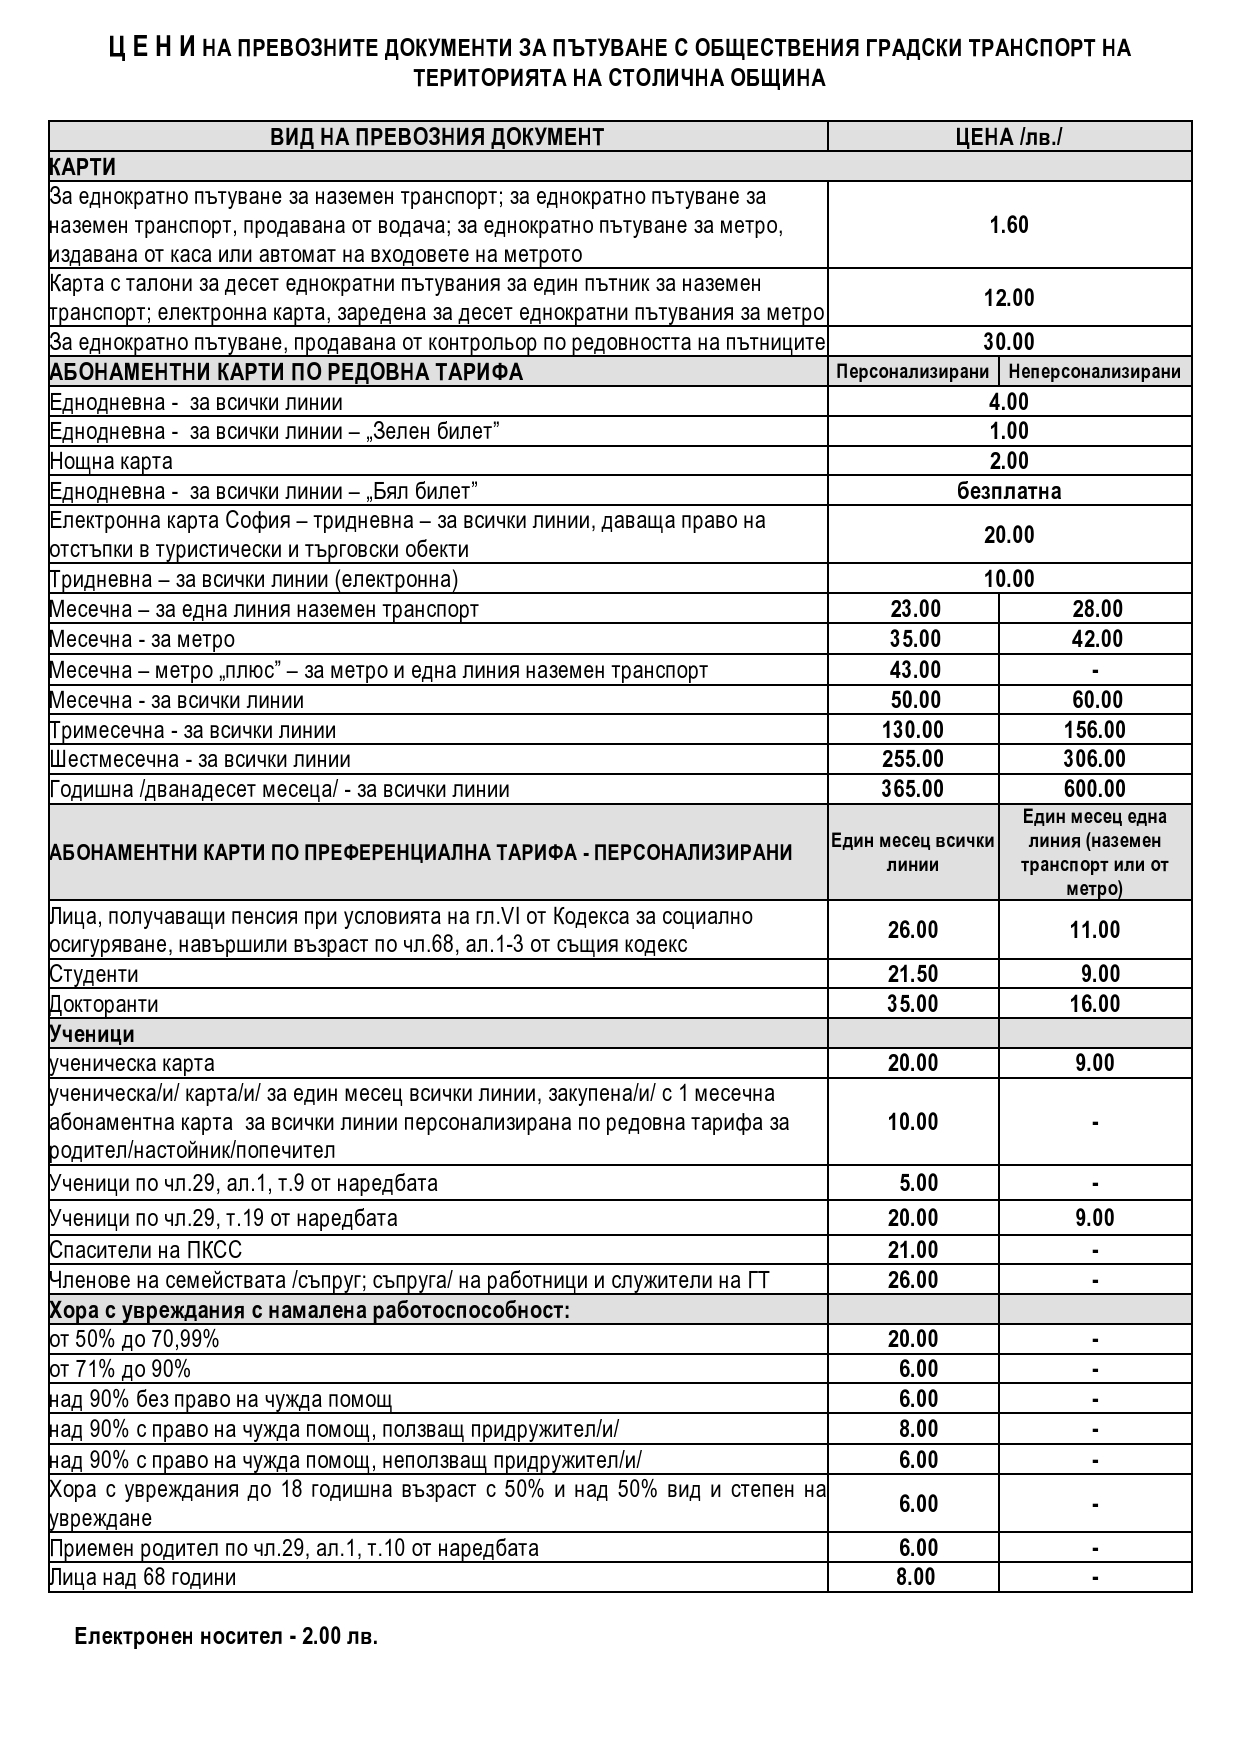 Ц Е Н И НА ПРЕВОЗНИТЕ ДОКУМЕНТИ ЗА ПЪТУВАНЕ С ОБЩЕСТВЕНИЯ ГРАДСКИ ТРАНСПОРТ НА
ТЕРИТОРИЯТА НА СТОЛИЧНА ОБЩИНА
ВИД НА ПРЕВОЗНИЯ ДОКУМЕНТ ЦЕНА /лв./
КАРТИ
За еднократно пътуване за наземен транспорт; за еднократно пътуване за
наземен транспорт, продавана от водача; за еднократно пътуване за метро,
издавана от каса или автомат на входовете на метрото
1.60
Карта с талони за десет еднократни пътувания за един пътник за наземен
транспорт; електронна карта, заредена за десет еднократни пътувания за метро
12.00
За еднократно пътуване, продавана от контрольор по редовността на пътниците 30.00
АБОНАМЕНТНИ КАРТИ ПО РЕДОВНА ТАРИФА Персонализирани Неперсонализирани
Еднодневна - за всички линии 4.00
Еднодневна - за всички линии – „Зелен билет” 1.00
Нощна карта 2.00
Еднодневна - за всички линии – „Бял билет” безплатна
Електронна карта София – тридневна – за всички линии, даваща право на
отстъпки в туристически и търговски обекти
20.00
Тридневна – за всички линии (електронна) 10.00
Месечна – за една линия наземен транспорт 23.00 28.00
Месечна - за метро 35.00 42.00
Месечна – метро „плюс” – за метро и една линия наземен транспорт 43.00 -
Месечна - за всички линии 50.00 60.00
Тримесечна - за всички линии 130.00 156.00
Шестмесечна - за всички линии 255.00 306.00
Годишна /дванадесет месеца/ - за всички линии 365.00 600.00
АБОНАМЕНТНИ КАРТИ ПО ПРЕФЕРЕНЦИАЛНА ТАРИФА - ПЕРСОНАЛИЗИРАНИ
Един месец всички
линии
Един месец една
линия (наземен
транспорт или от
метро)
Лица, получаващи пенсия при условията на гл.VI от Кодекса за социално
осигуряване, навършили възраст по чл.68, ал.1-3 от същия кодекс
26.00 11.00
Студенти 21.50 9.00
Докторанти 35.00 16.00
Ученици
ученическа карта 20.00 9.00
ученическа/и/ карта/и/ за един месец всички линии, закупена/и/ с 1 месечна
абонаментна карта за всички линии персонализирана по редовна тарифа за
родител/настойник/попечител
10.00 -
Ученици по чл.29, ал.1, т.9 от наредбата 5.00 -
Ученици по чл.29, т.19 от наредбата 20.00 9.00
Спасители на ПКСС 21.00 -
Членове на семействата /съпруг; съпруга/ на работници и служители на ГТ 26.00 -
Хора с увреждания с намалена работоспособност:
от 50% до 70,99% 20.00 -
от 71% до 90% 6.00 -
над 90% без право на чужда помощ 6.00 -
над 90% с право на чужда помощ, ползващ придружител/и/ 8.00 -
над 90% с право на чужда помощ, неползващ придружител/и/ 6.00 -
Хора с увреждания до 18 годишна възраст с 50% и над 50% вид и степен на
увреждане
6.00 -
Приемен родител по чл.29, ал.1, т.10 от наредбата 6.00 -
Лица над 68 години 8.00 -
Електронен носител - 2.00 лв.